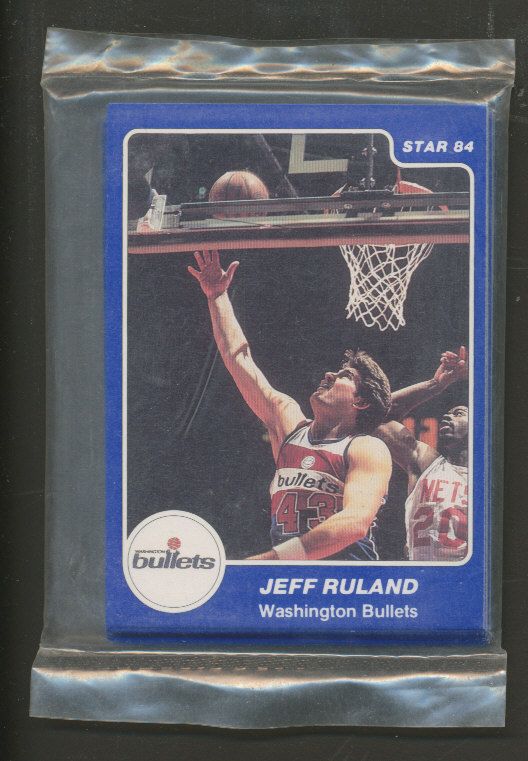 STAR 84
bullets
43
NETS
20
WASHINGTON
bullets
JEFF RULAND
Washington Bullets